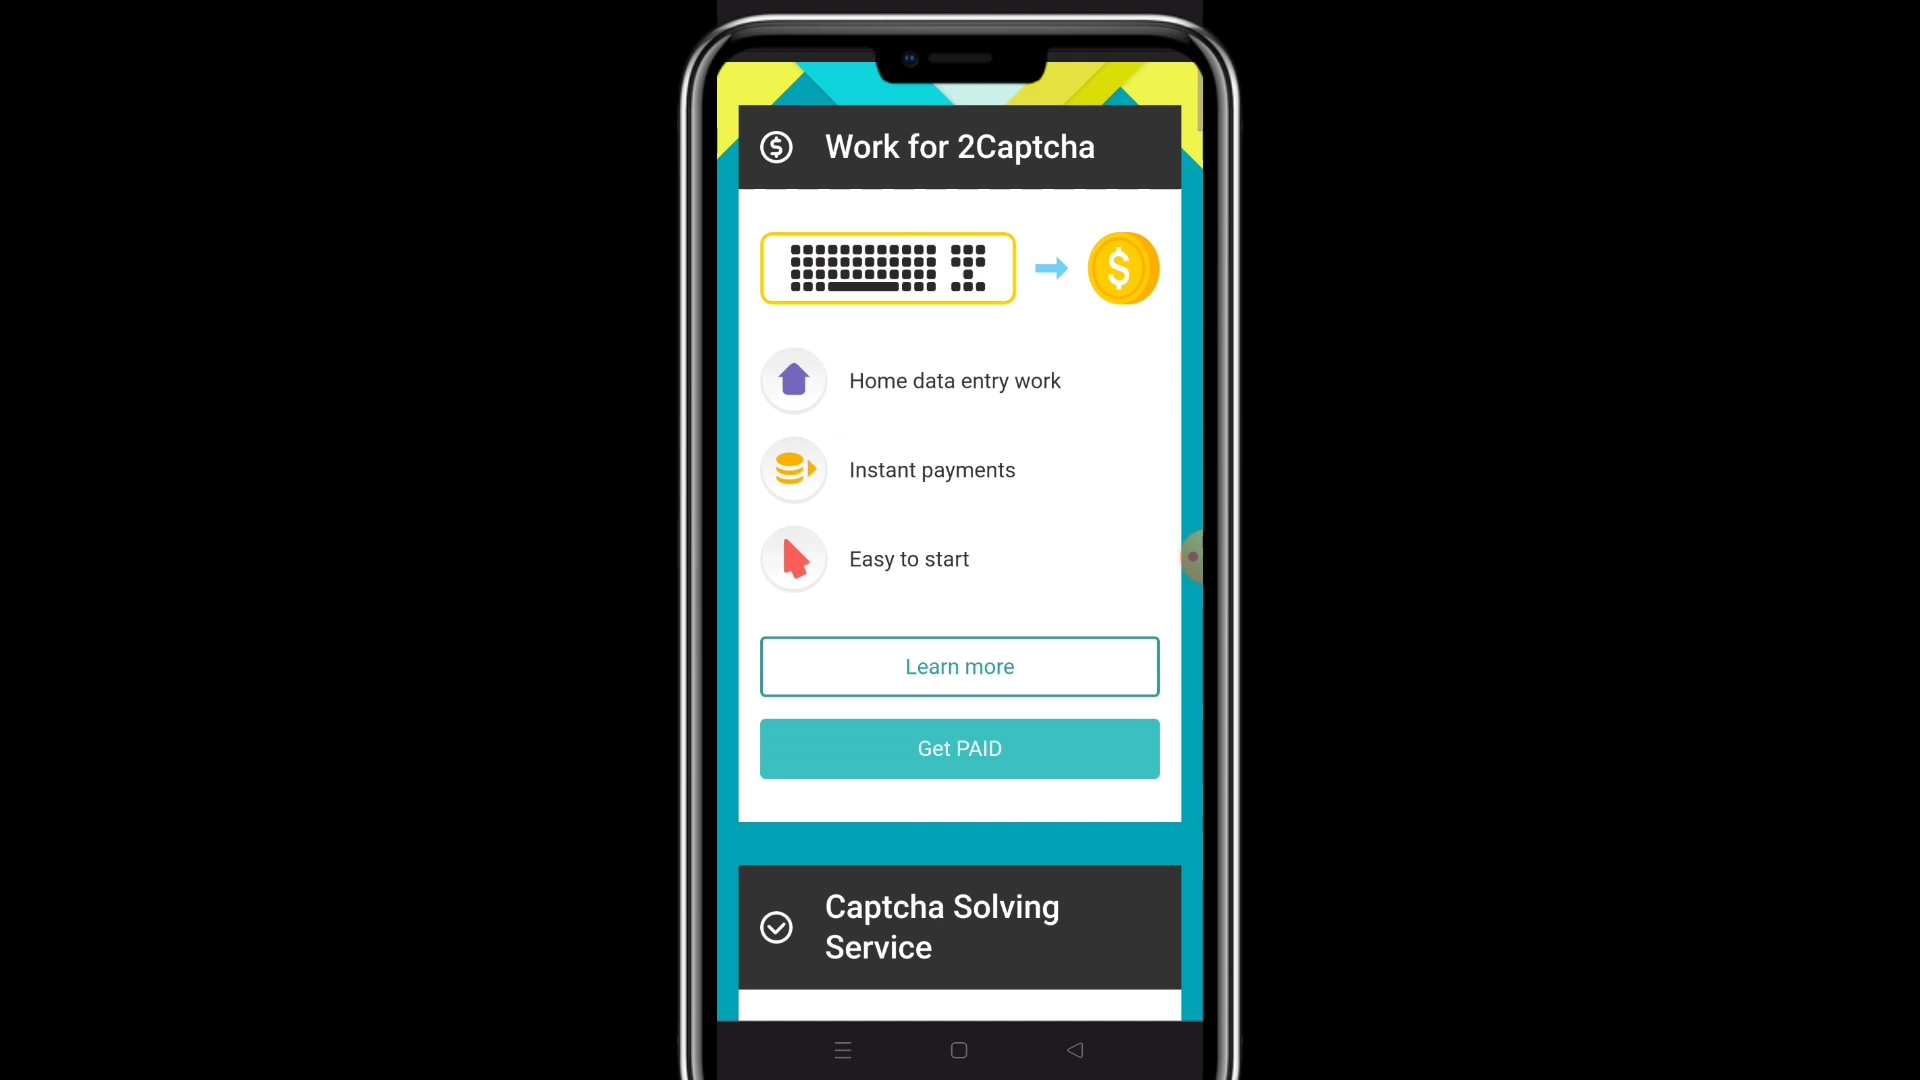 Work for 2Captcha
Home data entry work
Instant payments
Easy to start
Learn more
Get PAID
Captcha Solving
Service